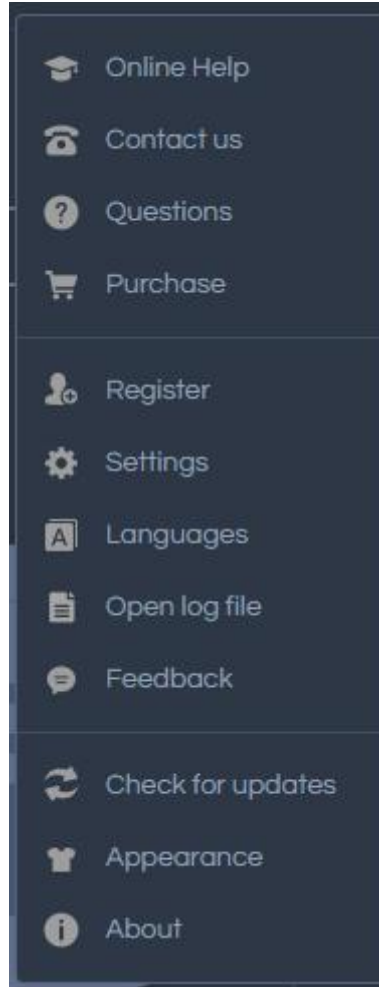 Online Help
Contact us
Questions
Purchase
Register
Settings
Languages
Open log file
Feedback
Check for updates
Appearance
About